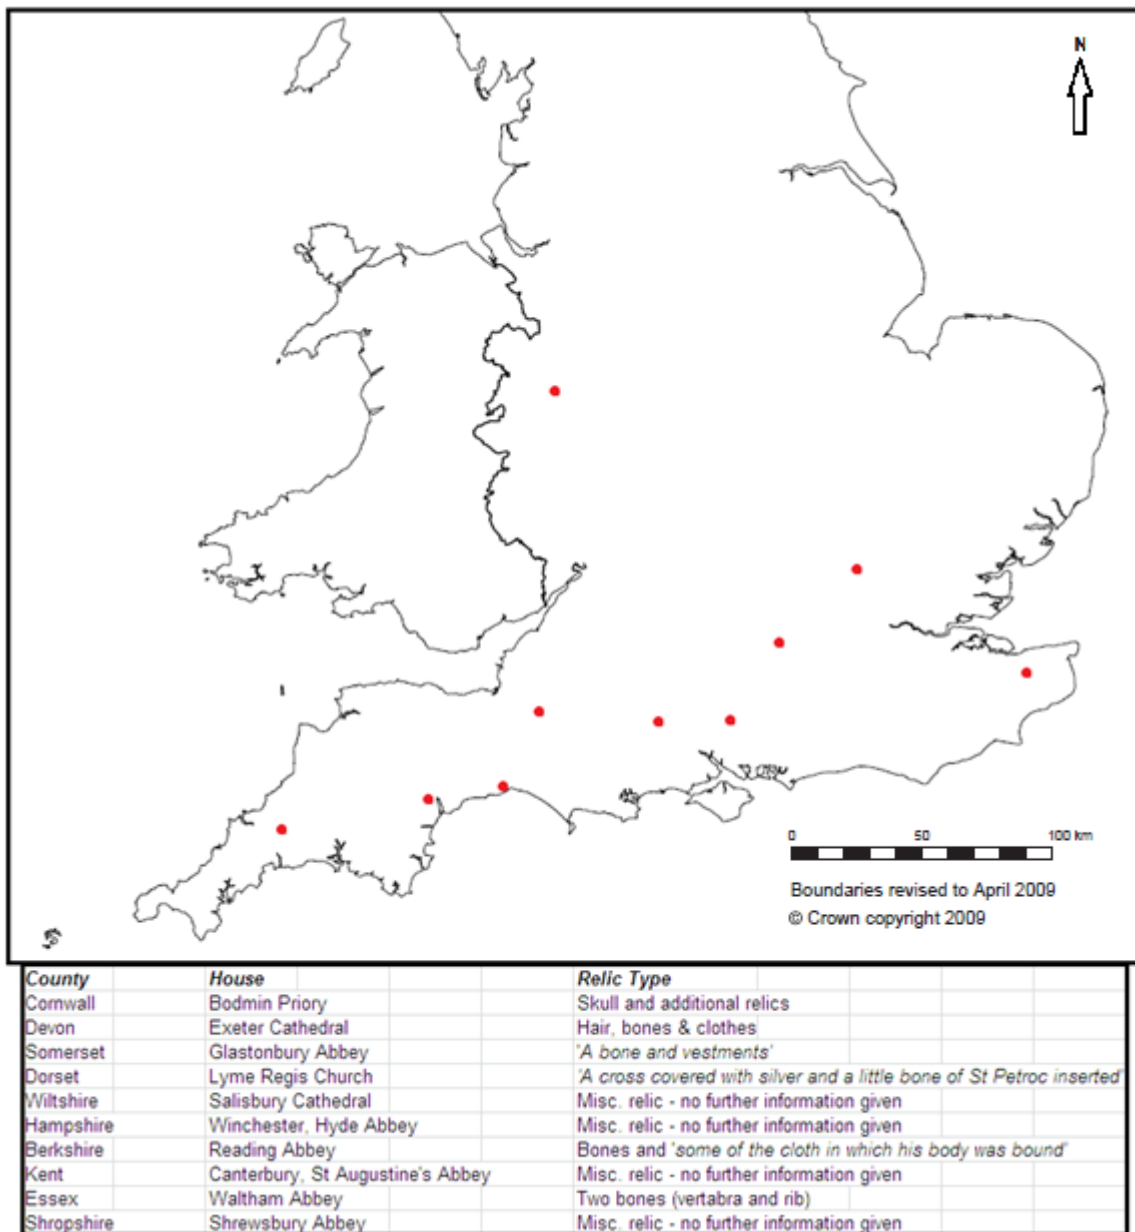 N
0 50 100 km
Boundaries revised to April 2009
© Crown copyright 2009
County House Relic Type
Cornwall Bodmin Priory Skull and additional relics
Devon Exeter Cathedral Hair, bones & clothes
Somerset Glastonbury Abbey 'A bone and vestments'
Dorset Lyme Regis Church 'A cross covered with silver and a little bone of St Petroc inserted'
Wiltshire Salisbury Cathedral Misc. relic - no further information given
Hampshire Winchester, Hyde Abbey Misc. relic - no further information given
Berkshire Reading Abbey Bones and 'some of the cloth in which his body was bound'
Kent Canterbury, St Augustine's Abbey Misc. relic - no further information given
Essex Waltham Abbey Two bones (vertabra and rib)
Shropshire Shrewsbury Abbey Misc. relic - no further information given